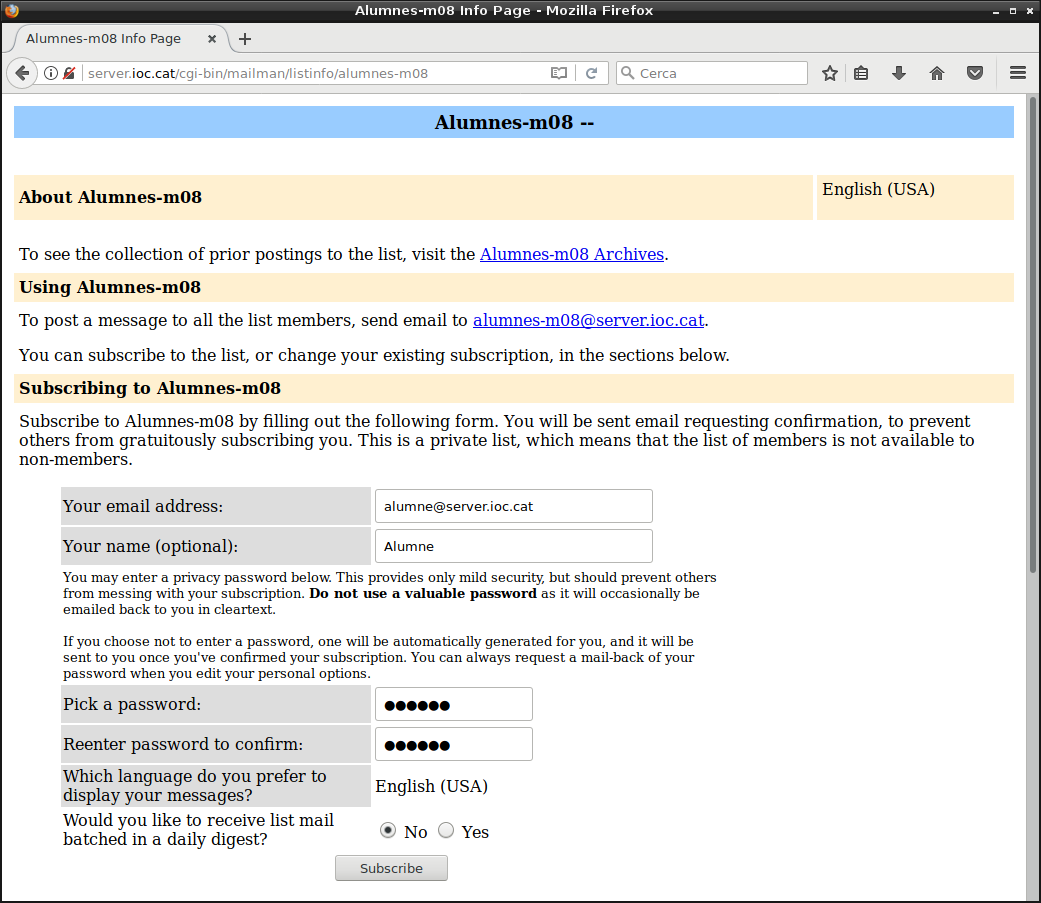 Alumnes-m08 Info Page - Mozilla Firefox
Alumnes-m08 Info Page
server.ioc.cat/cgi-bin/mailman/listinfo/alumnes-m08
Cerca
Alumnes-m08 --
About Alumnes-m08
English (USA)
To see the collection of prior postings to the list, visit the Alumnes-m08 Archives.
Using Alumnes-m08
To post a message to all the list members, send email to alumnes-m08@server.ioc.cat.
You can subscribe to the list, or change your existing subscription, in the sections below.
Subscribing to Alumnes-m08
Subscribe to Alumnes-m08 by filling out the following form. You will be sent email requesting confirmation, to prevent
others from gratuitously subscribing you. This is a private list, which means that the list of members is not available to
non-members.
Your email address:
alumne@server.ioc.cat
Your name (optional):
Alumne
You may enter a privacy password below. This provides only mild security, but should prevent others
from messing with your subscription. Do not use a valuable password as it will occasionally be
emailed back to you in cleartext.
If you choose not to enter a password, one will be automatically generated for you, and it will be
sent to you once you've confirmed your subscription. You can always request a mail-back of your
password when you edit your personal options.
Pick a password:
●●●●●●
Reenter password to confirm:
●●●●●●
Which language do you prefer to
display your messages?
English (USA)
Would you like to receive list mail
batched in a daily digest?
No Yes
Subscribe